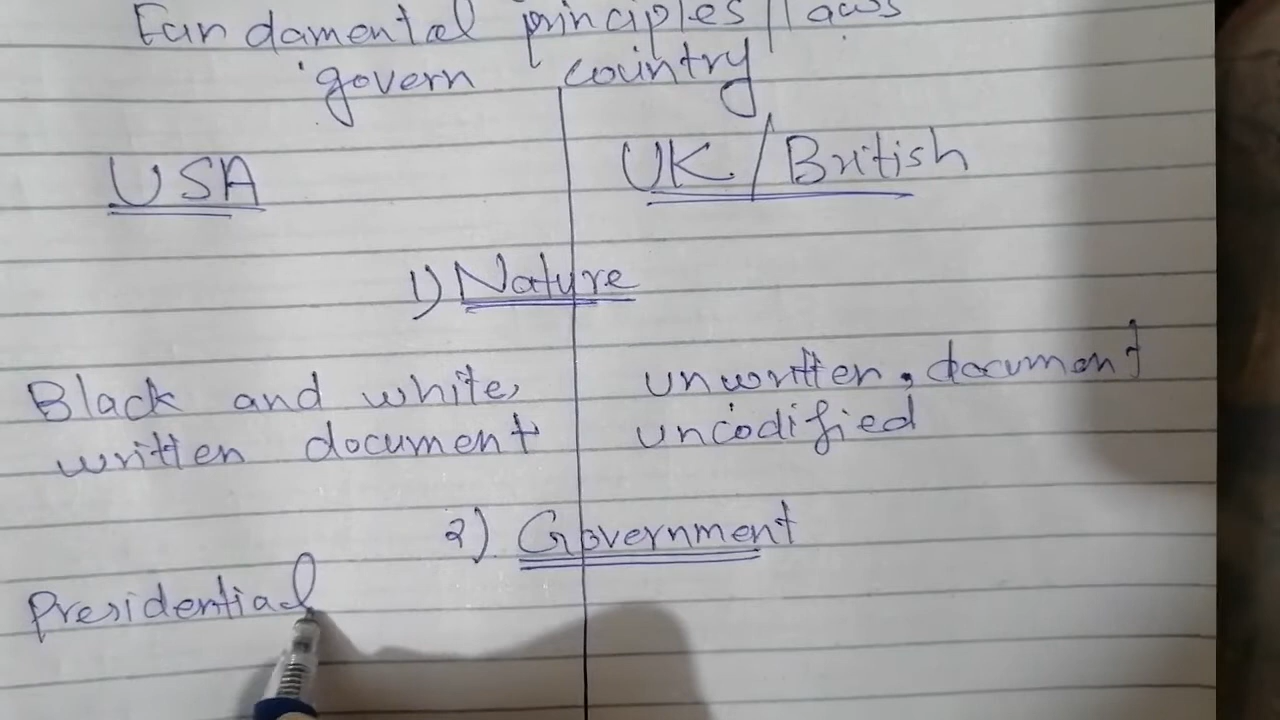 Fundamental principles / laws
govern country
USA
UK / British
1) Nature
Black and white,
written document
unwritten, document
uncodified
2) Government
Presidential